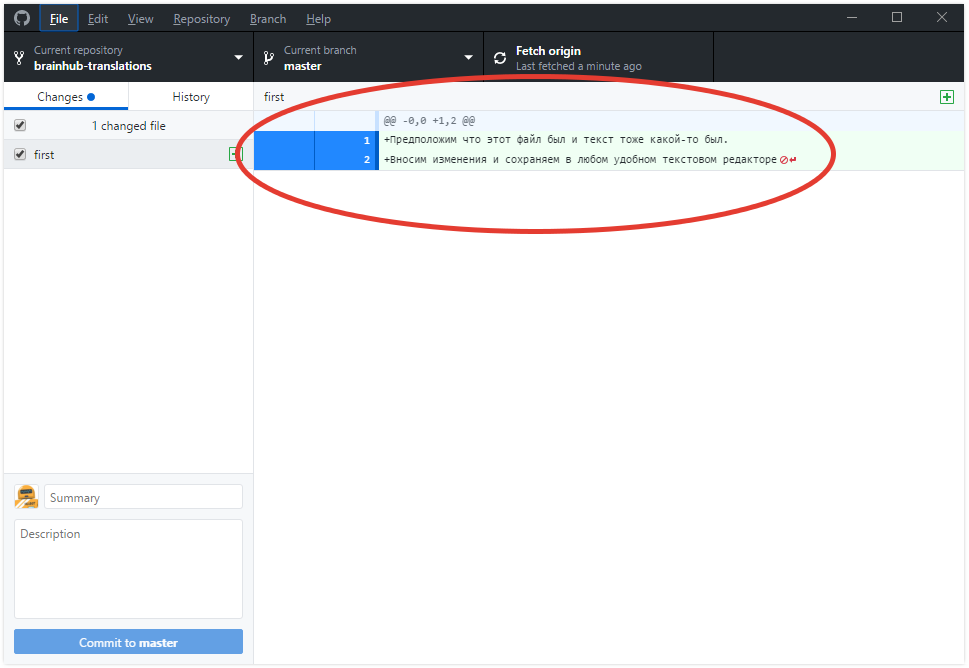 File Edit View Repository Branch Help
Current repository
brainhub-translations
Current branch
master
Fetch origin
Last fetched a minute ago
Changes History
first
1 changed file
first
@@ -0,0 +1,2 @@
1 +Предположим что этот файл был и текст тоже какой-то был.
2 +Вносим изменения и сохраняем в любом удобном текстовом редакторе
Summary
Description
Commit to master